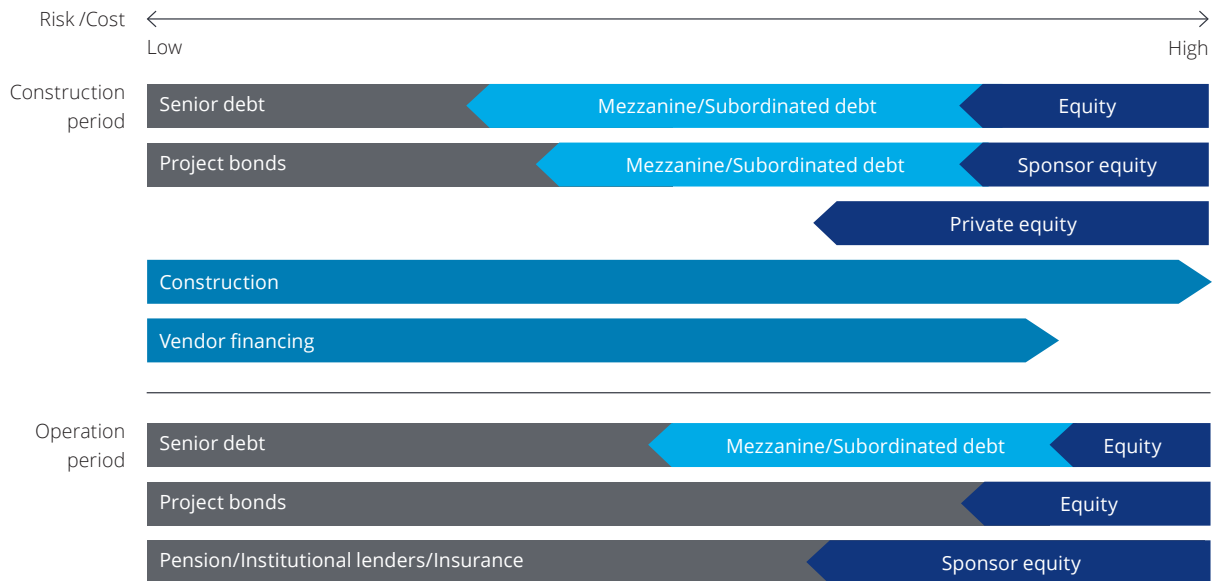 Risk /Cost
Low
High
Construction
period
Senior debt
Mezzanine/Subordinated debt
Equity
Project bonds
Mezzanine/Subordinated debt
Sponsor equity
Private equity
Construction
Vendor financing
Operation
period
Senior debt
Mezzanine/Subordinated debt
Equity
Project bonds
Equity
Pension/Institutional lenders/Insurance
Sponsor equity